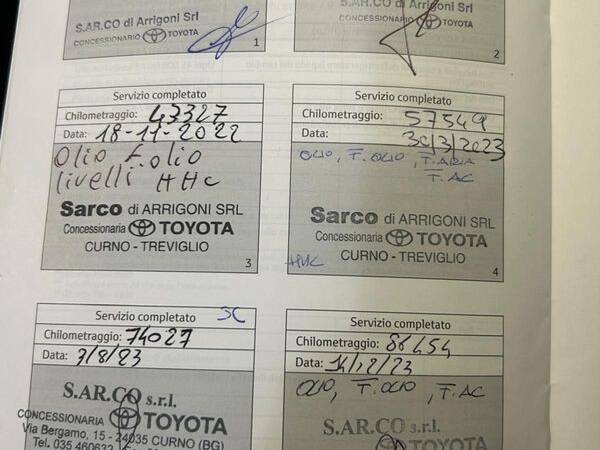 S.AR.CO di Arrigoni Srl
CONCESSIONARIO TOYOTA
1
S.AR.CO di Arrigoni Srl
CONCESSIONARIO TOYOTA
2
Servizio completato
Chilometraggio: 43327
Data: 18-11-2022
Olio f.olio
livelli HHC
Sarco di ARRIGONI SRL
Concessionaria TOYOTA
CURNO - TREVIGLIO
3
Servizio completato
Chilometraggio: 57549
Data: 30/3/2023
OLIO, F.OLIO, F.ARIA
F.AC
Sarco di ARRIGONI SRL
Concessionaria TOYOTA
CURNO - TREVIGLIO
HHC
4
Servizio completato
Chilometraggio: 74027
Data: 7/8/23
S.AR.CO s.r.l.
CONCESSIONARIA TOYOTA
Via Bergamo, 15 - 24035 CURNO (BG)
Servizio completato
Chilometraggio: 86454
Data: 14/12/23
OLIO, F.OLIO, F.AC
S.AR.CO s.r.l.
CONCESSIONARIA TOYOTA